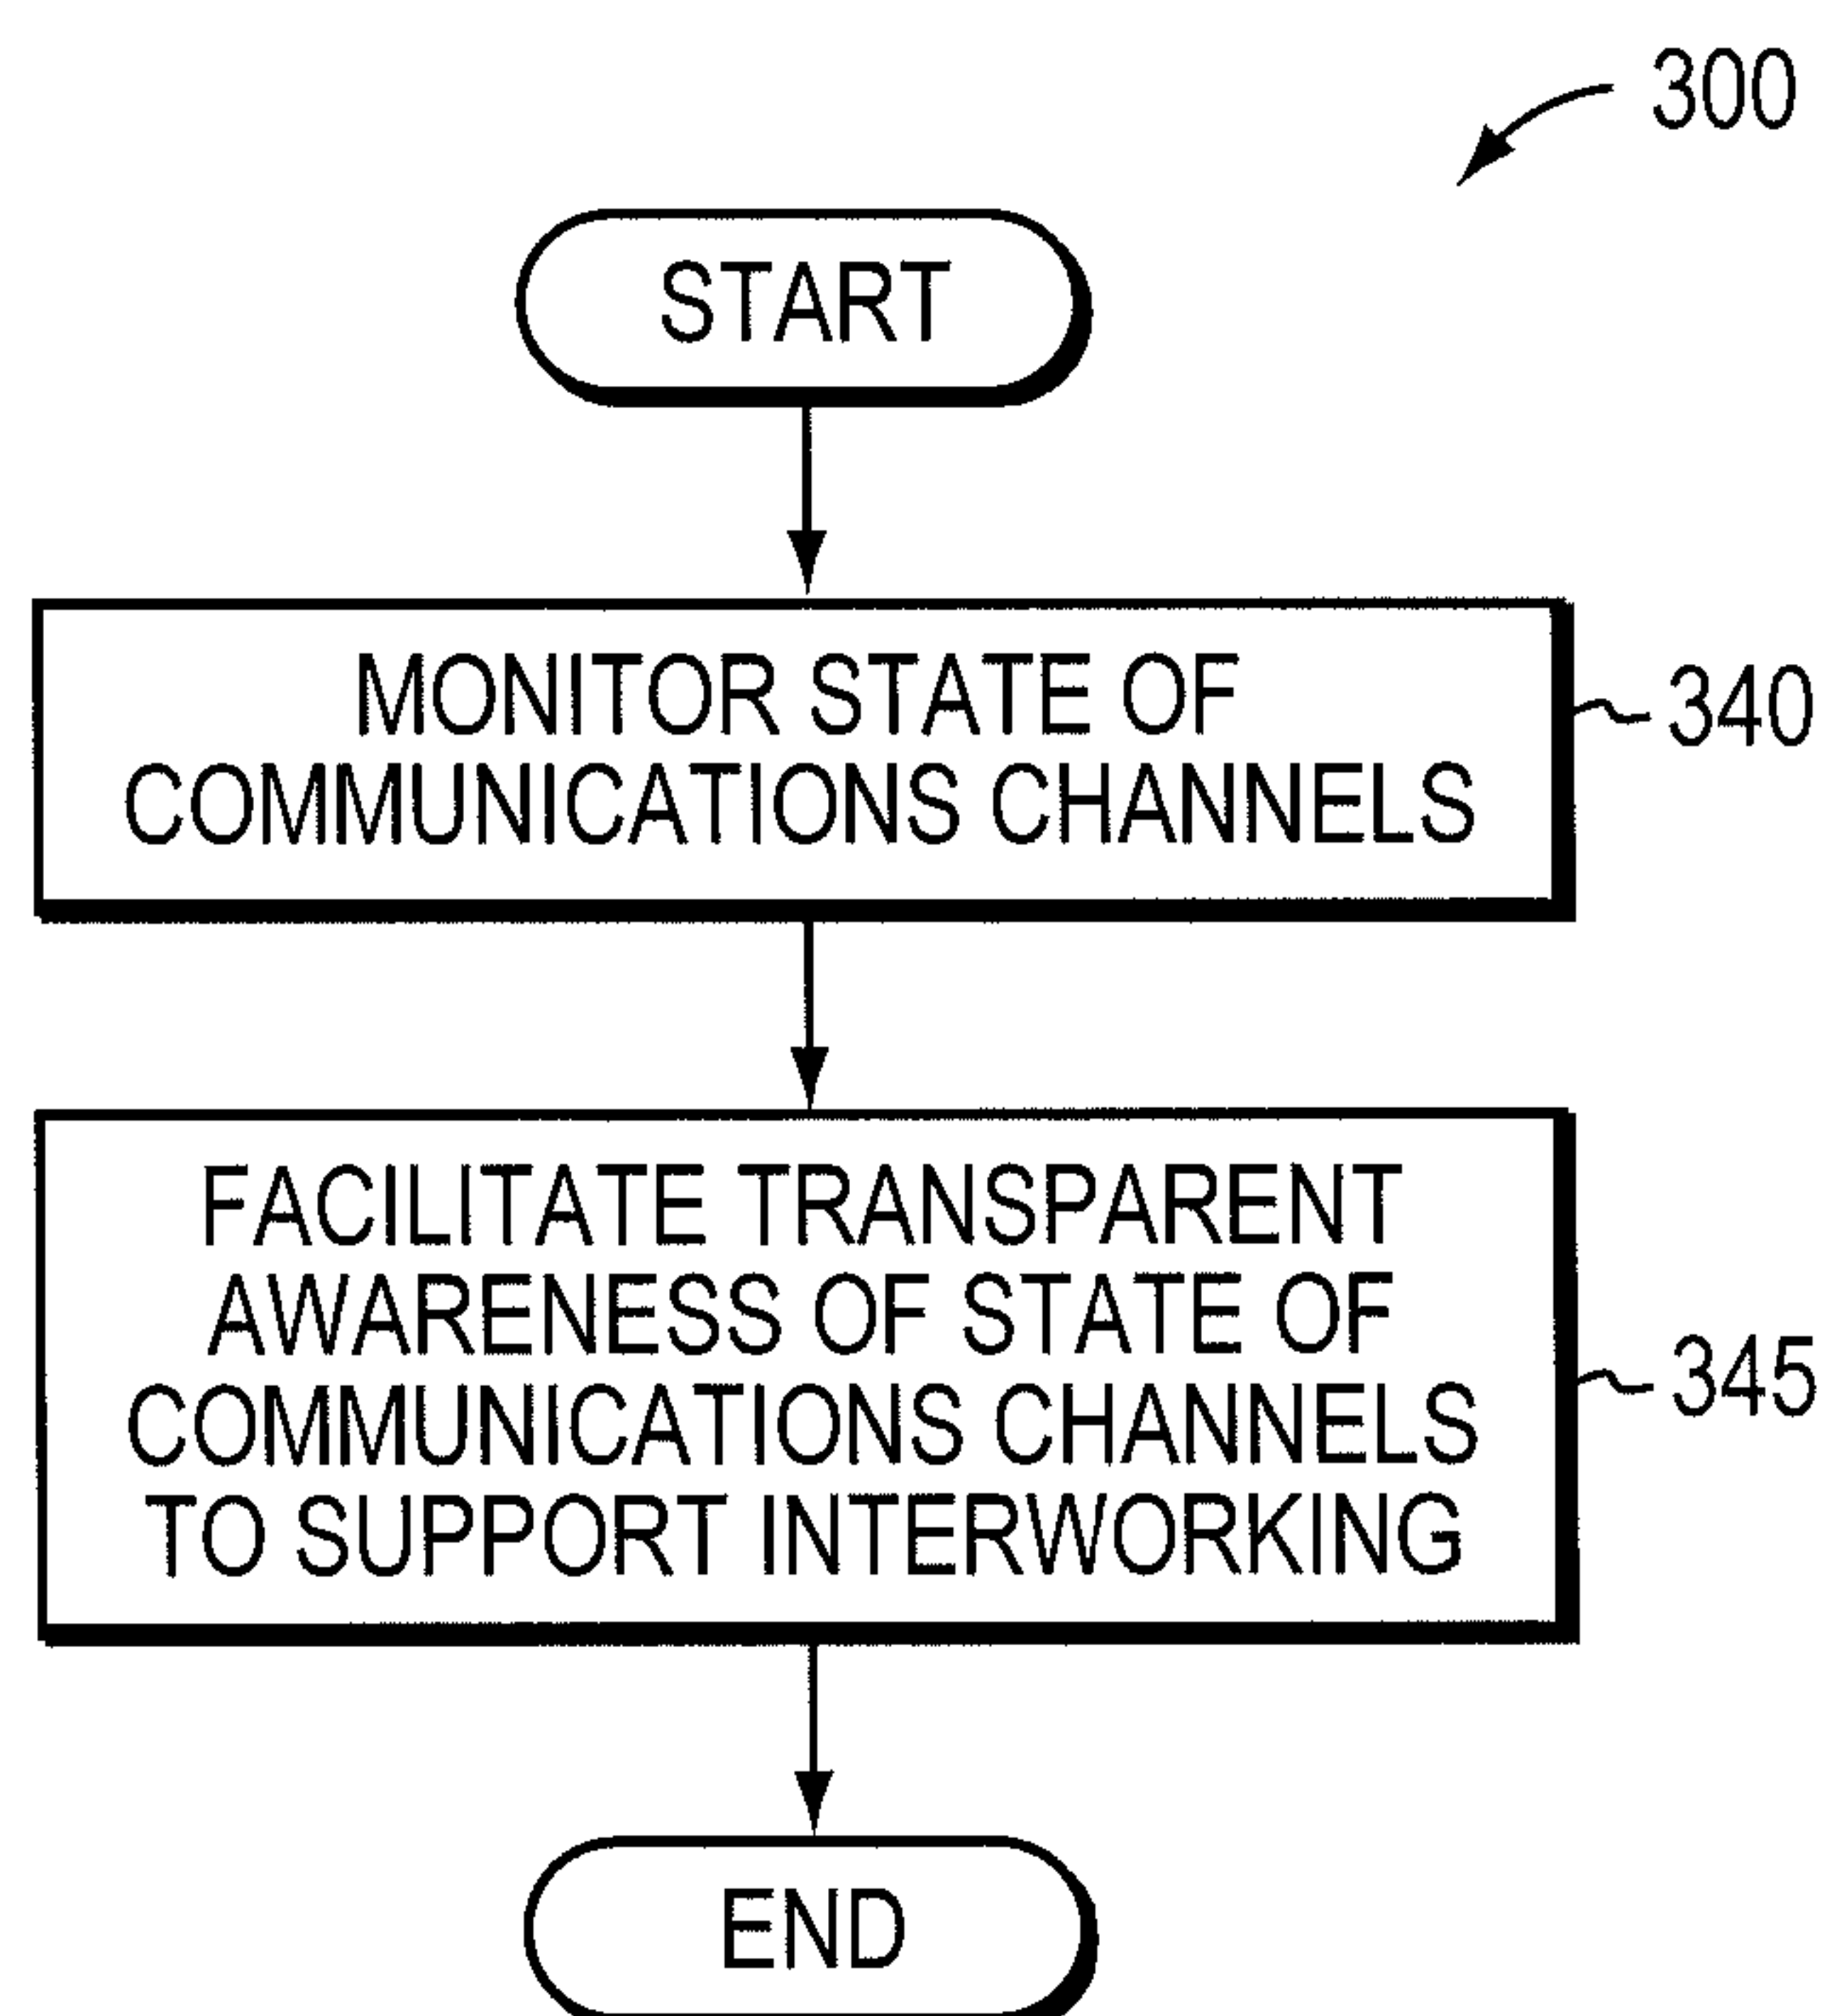 300
START
MONITOR STATE OF
COMMUNICATIONS CHANNELS
340
FACILITATE TRANSPARENT
AWARENESS OF STATE OF
COMMUNICATIONS CHANNELS
TO SUPPORT INTERWORKING
345
END